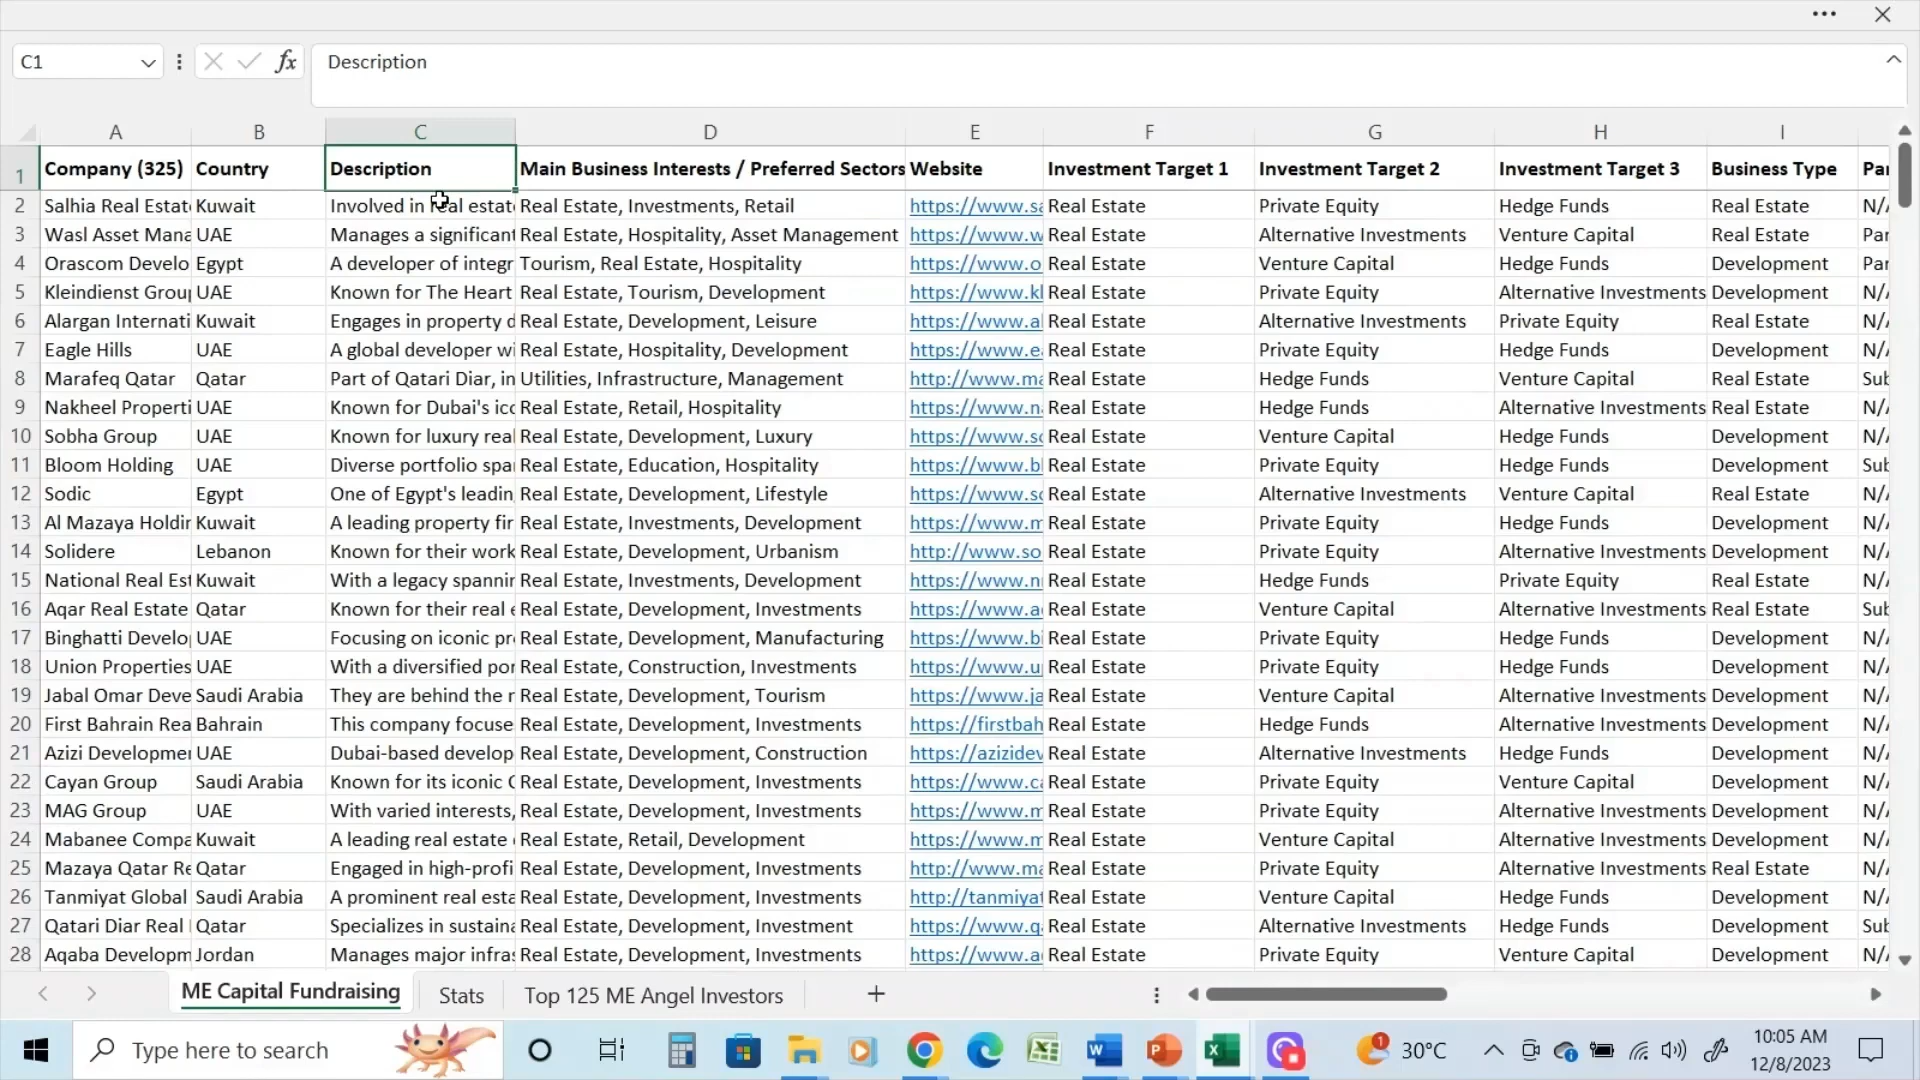 C1 fx Description
A B C D E F G H I
1 Company (325) Country Description Main Business Interests / Preferred Sectors Website Investment Target 1 Investment Target 2 Investment Target 3 Business Type Par
2 Salhia Real Estat Kuwait Involved in real estat Real Estate, Investments, Retail https://www.sa Real Estate Private Equity Hedge Funds Real Estate N/
3 Wasl Asset Mana UAE Manages a significant Real Estate, Hospitality, Asset Management https://www.w Real Estate Alternative Investments Venture Capital Real Estate Par
4 Orascom Develo Egypt A developer of integr Tourism, Real Estate, Hospitality https://www.o Real Estate Venture Capital Hedge Funds Development Par
5 Kleindienst Grou UAE Known for The Heart Real Estate, Tourism, Development https://www.kl Real Estate Private Equity Alternative Investments Development N/
6 Alargan Internati Kuwait Engages in property d Real Estate, Development, Leisure https://www.a Real Estate Alternative Investments Private Equity Real Estate N/
7 Eagle Hills UAE A global developer wi Real Estate, Hospitality, Development https://www.e Real Estate Private Equity Hedge Funds Development N/
8 Marafeq Qatar Qatar Part of Qatari Diar, in Utilities, Infrastructure, Management http://www.ma Real Estate Hedge Funds Venture Capital Real Estate Sub
9 Nakheel Properti UAE Known for Dubai's ico Real Estate, Retail, Hospitality https://www.n Real Estate Hedge Funds Alternative Investments Real Estate N/
10 Sobha Group UAE Known for luxury real Real Estate, Development, Luxury https://www.so Real Estate Venture Capital Hedge Funds Development N/
11 Bloom Holding UAE Diverse portfolio spa Real Estate, Education, Hospitality https://www.bl Real Estate Private Equity Hedge Funds Development Sub
12 Sodic Egypt One of Egypt's leadin Real Estate, Development, Lifestyle https://www.so Real Estate Alternative Investments Venture Capital Real Estate N/
13 Al Mazaya Holdin Kuwait A leading property fir Real Estate, Investments, Development https://www.m Real Estate Private Equity Hedge Funds Development N/
14 Solidere Lebanon Known for their work Real Estate, Development, Urbanism http://www.so Real Estate Private Equity Alternative Investments Development N/
15 National Real Est Kuwait With a legacy spannin Real Estate, Investments, Development https://www.n Real Estate Hedge Funds Private Equity Real Estate N/
16 Aqar Real Estate Qatar Known for their real e Real Estate, Development, Investments https://www.a Real Estate Venture Capital Alternative Investments Real Estate Sub
17 Binghatti Develo UAE Focusing on iconic pr Real Estate, Development, Manufacturing https://www.bi Real Estate Private Equity Hedge Funds Development N/
18 Union Properties UAE With a diversified por Real Estate, Construction, Investments https://www.u Real Estate Private Equity Hedge Funds Development N/
19 Jabal Omar Deve Saudi Arabia They are behind the r Real Estate, Development, Tourism https://www.ja Real Estate Venture Capital Alternative Investments Development N/
20 First Bahrain Rea Bahrain This company focuse Real Estate, Development, Investments https://firstbah Real Estate Hedge Funds Alternative Investments Development N/
21 Azizi Developme UAE Dubai-based develop Real Estate, Development, Construction https://azizidev Real Estate Alternative Investments Hedge Funds Development N/
22 Cayan Group Saudi Arabia Known for its iconic C Real Estate, Development, Investments https://www.ca Real Estate Private Equity Venture Capital Development N/
23 MAG Group UAE With varied interests, Real Estate, Development, Investments https://www.m Real Estate Private Equity Alternative Investments Development N/
24 Mabanee Compa Kuwait A leading real estate Real Estate, Retail, Development https://www.m Real Estate Venture Capital Alternative Investments Development N/
25 Mazaya Qatar Re Qatar Engaged in high-profi Real Estate, Development, Investments http://www.ma Real Estate Private Equity Alternative Investments Real Estate N/
26 Tanmiyat Global Saudi Arabia A prominent real esta Real Estate, Development, Investments http://tanmiyat Real Estate Venture Capital Hedge Funds Development N/
27 Qatari Diar Real Qatar Specializes in sustaina Real Estate, Development, Investment https://www.q Real Estate Alternative Investments Hedge Funds Development Sub
28 Aqaba Developm Jordan Manages major infras Real Estate, Development, Investments https://www.a Real Estate Private Equity Venture Capital Development N/
ME Capital Fundraising Stats Top 125 ME Angel Investors
Type here to search 1 30°C 10:05 AM
12/8/2023